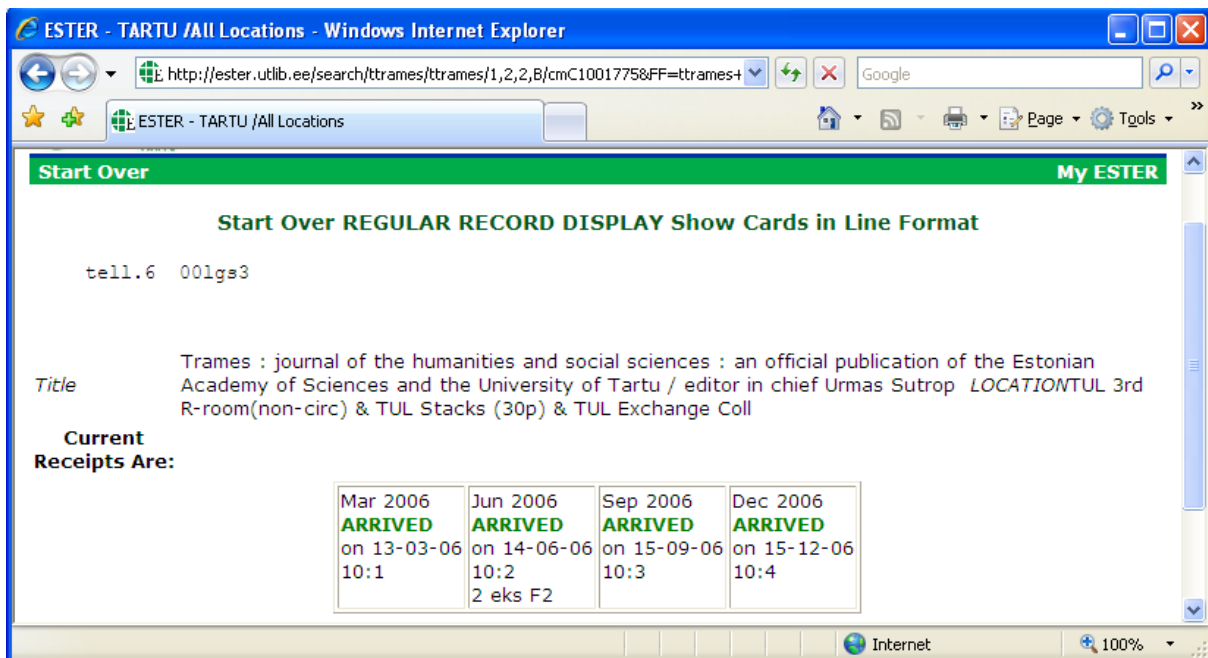 ESTER - TARTU /All Locations - Windows Internet Explorer
http://ester.utlib.ee/search/ttrames/ttrames/1,2,2,B/cmC1001775&FF=ttrames+
Google
ESTER - TARTU /All Locations
Page
Tools
»
Start Over My ESTER
Start Over REGULAR RECORD DISPLAY Show Cards in Line Format
tell.6 00lgs3
Trames : journal of the humanities and social sciences : an official publication of the Estonian
Title Academy of Sciences and the University of Tartu / editor in chief Urmas Sutrop LOCATIONTUL 3rd
R-room(non-circ) & TUL Stacks (30p) & TUL Exchange Coll
Current
Receipts Are:
Mar 2006 Jun 2006 Sep 2006 Dec 2006
ARRIVED ARRIVED ARRIVED ARRIVED
on 13-03-06 on 14-06-06 on 15-09-06 on 15-12-06
10:1 10:2 10:3 10:4
2 eks F2
Internet 100%